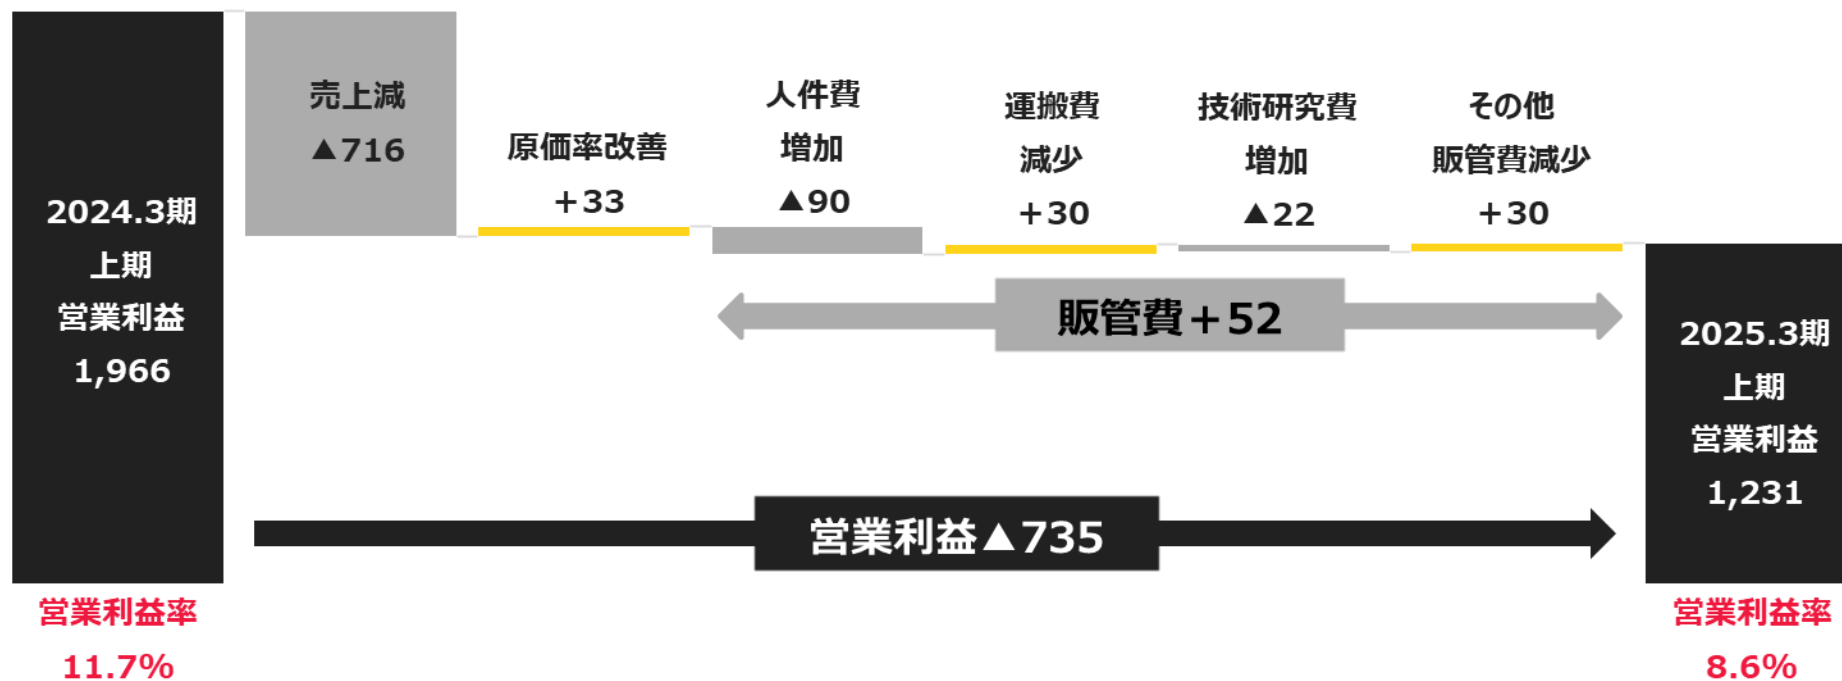 2024.3期
上期
営業利益
1,966
営業利益率
11.7%
売上減
▲716
原価率改善
+33
人件費
増加
▲90
運搬費
減少
+30
技術研究費
増加
▲22
その他
販管費減少
+30
販管費+52
営業利益▲735
2025.3期
上期
営業利益
1,231
営業利益率
8.6%